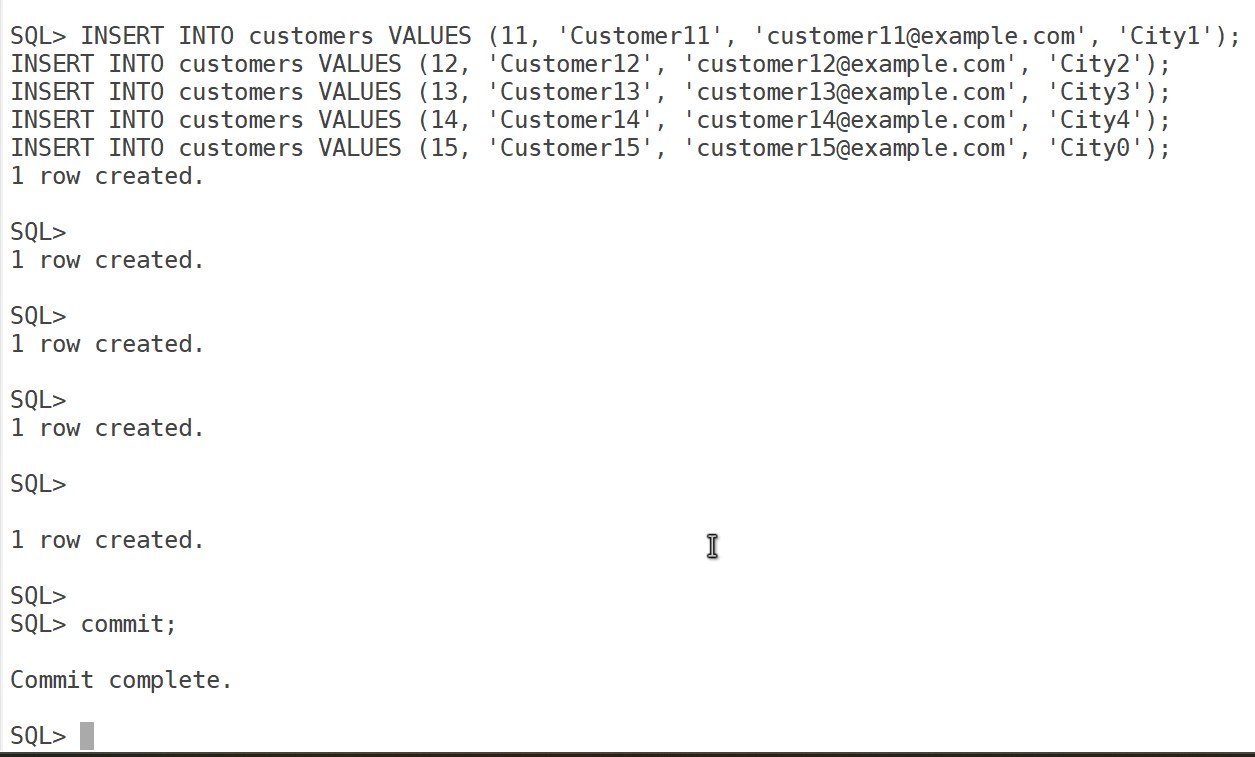 SQL> INSERT INTO customers VALUES (11, 'Customer11', 'customer11@example.com', 'City1');
INSERT INTO customers VALUES (12, 'Customer12', 'customer12@example.com', 'City2');
INSERT INTO customers VALUES (13, 'Customer13', 'customer13@example.com', 'City3');
INSERT INTO customers VALUES (14, 'Customer14', 'customer14@example.com', 'City4');
INSERT INTO customers VALUES (15, 'Customer15', 'customer15@example.com', 'City0');
1 row created.
SQL>
1 row created.
SQL>
1 row created.
SQL>
1 row created.
SQL>
1 row created.
SQL>
SQL> commit;
Commit complete.
SQL>